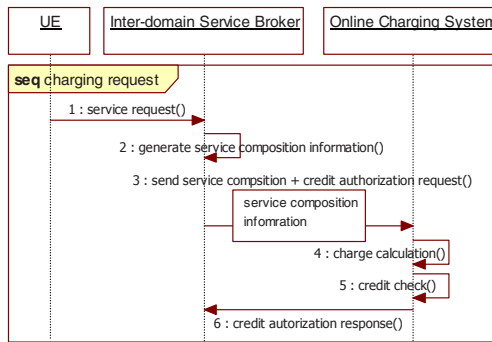 UE
Inter-domain Service Broker
Online Charging System
seq charging request
1 : service request()
2 : generate service composition information()
3 : send service compsition + credit authorization request()
service composition
infomration
4 : charge calculation()
5 : credit check()
6 : credit autorization response()